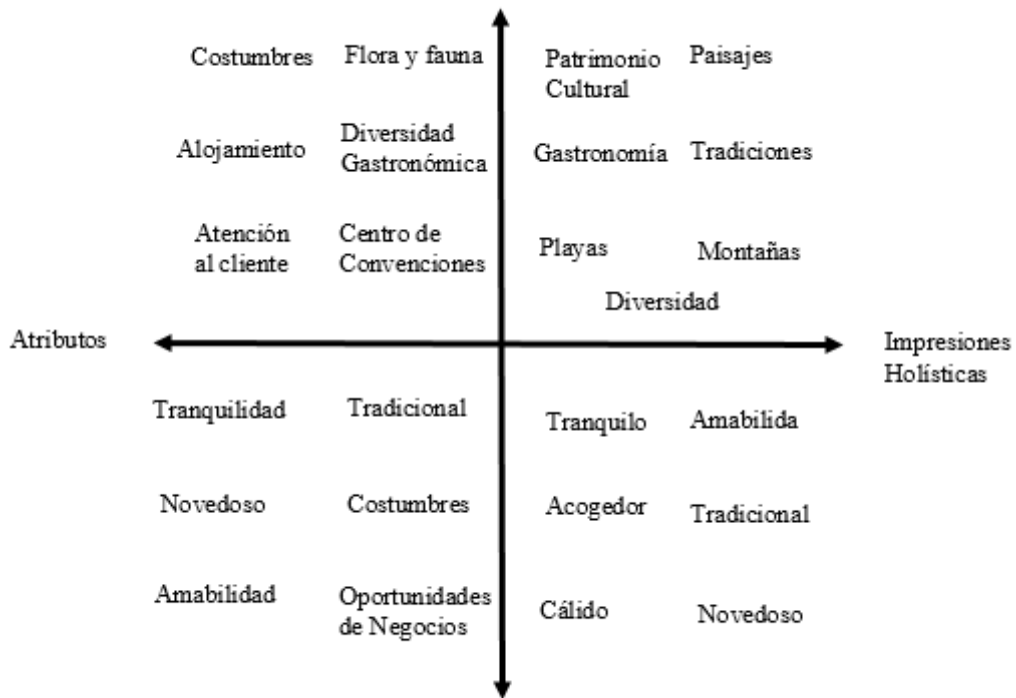 Costumbres
Flora y fauna
Patrimonio
Cultural
Paisajes
Alojamiento
Diversidad
Gastronómica
Gastronomía
Tradiciones
Atención
al cliente
Centro de
Convenciones
Playas
Montañas
Diversidad
Atributos
Impresiones
Holísticas
Tranquilidad
Tradicional
Tranquilo
Amabilida
Novedoso
Costumbres
Acogedor
Tradicional
Amabilidad
Oportunidades
de Negocios
Cálido
Novedoso